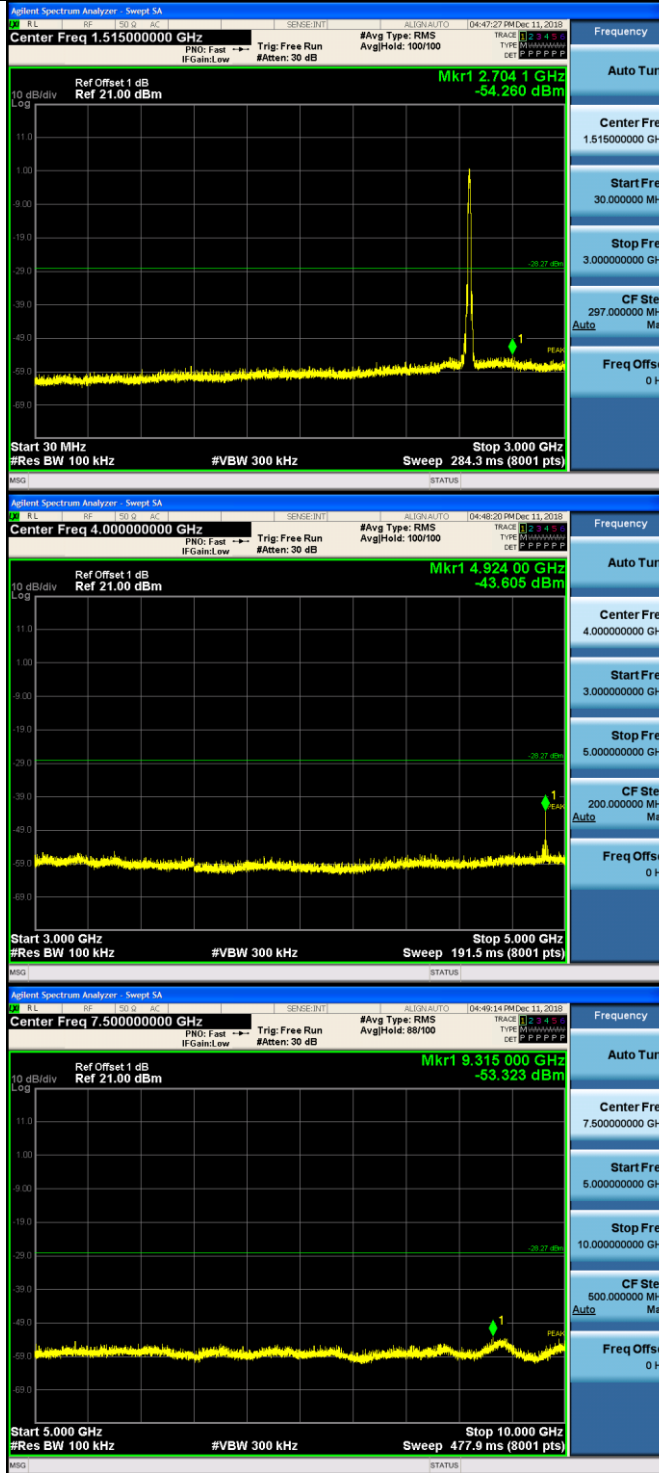 Agilent Spectrum Analyzer - Swept SA
RL RF 50 Ω AC SENSE:INT ALIGNAUTO 04:47:27 PM Dec 11, 2018
Center Freq 1.515000000 GHz #Avg Type: RMS TRACE 1 2 3 4 5 6 Frequency
PNO: Fast Trig: Free Run Avg|Hold: 100/100 TYPE M
IFGain:Low #Atten: 30 dB DET P P P P P P
Auto Tun
Mkr1 2.704 1 GHz
Ref Offset 1 dB
10 dB/div Ref 21.00 dBm -54.260 dBm
Log
Center Fre
1.515000000 GH
11.0
1.00
Start Fre
30.000000 MH
-9.00
-19.0
Stop Fre
3.000000000 GH
-28.27 dBm
-29.0
CF Ste
297.000000 MH
Auto Ma
-39.0
-49.0
1
PEAK
Freq Offse
0 H
-59.0
-69.0
Start 30 MHz Stop 3.000 GHz
#Res BW 100 kHz #VBW 300 kHz Sweep 284.3 ms (8001 pts)
MSG STATUS
Agilent Spectrum Analyzer - Swept SA
RL RF 50 Ω AC SENSE:INT ALIGNAUTO 04:48:20 PM Dec 11, 2018
Center Freq 4.000000000 GHz #Avg Type: RMS TRACE 1 2 3 4 5 6 Frequency
PNO: Fast Trig: Free Run Avg|Hold: 100/100 TYPE M
IFGain:Low #Atten: 30 dB DET P P P P P P
Auto Tun
Mkr1 4.924 00 GHz
Ref Offset 1 dB
10 dB/div Ref 21.00 dBm -43.605 dBm
Log
Center Fre
4.000000000 GH
11.0
1.00
Start Fre
3.000000000 GH
-9.00
-19.0
Stop Fre
5.000000000 GH
-28.27 dBm
-29.0
CF Ste
200.000000 MH
Auto Ma
-39.0
1
PEAK
-49.0
Freq Offse
0 H
-59.0
-69.0
Start 3.000 GHz Stop 5.000 GHz
#Res BW 100 kHz #VBW 300 kHz Sweep 191.5 ms (8001 pts)
MSG STATUS
Agilent Spectrum Analyzer - Swept SA
RL RF 50 Ω AC SENSE:INT ALIGNAUTO 04:49:14 PM Dec 11, 2018
Center Freq 7.500000000 GHz #Avg Type: RMS TRACE 1 2 3 4 5 6 Frequency
PNO: Fast Trig: Free Run Avg|Hold: 88/100 TYPE M
IFGain:Low #Atten: 30 dB DET P P P P P P
Auto Tun
Mkr1 9.315 000 GHz
Ref Offset 1 dB
10 dB/div Ref 21.00 dBm -53.323 dBm
Log
Center Fre
7.500000000 GH
11.0
1.00
Start Fre
5.000000000 GH
-9.00
-19.0
Stop Fre
10.000000000 GH
-28.27 dBm
-29.0
CF Ste
500.000000 MH
Auto Ma
-39.0
-49.0
1
PEAK
Freq Offse
0 H
-59.0
-69.0
Start 5.000 GHz Stop 10.000 GHz
#Res BW 100 kHz #VBW 300 kHz Sweep 477.9 ms (8001 pts)
MSG STATUS